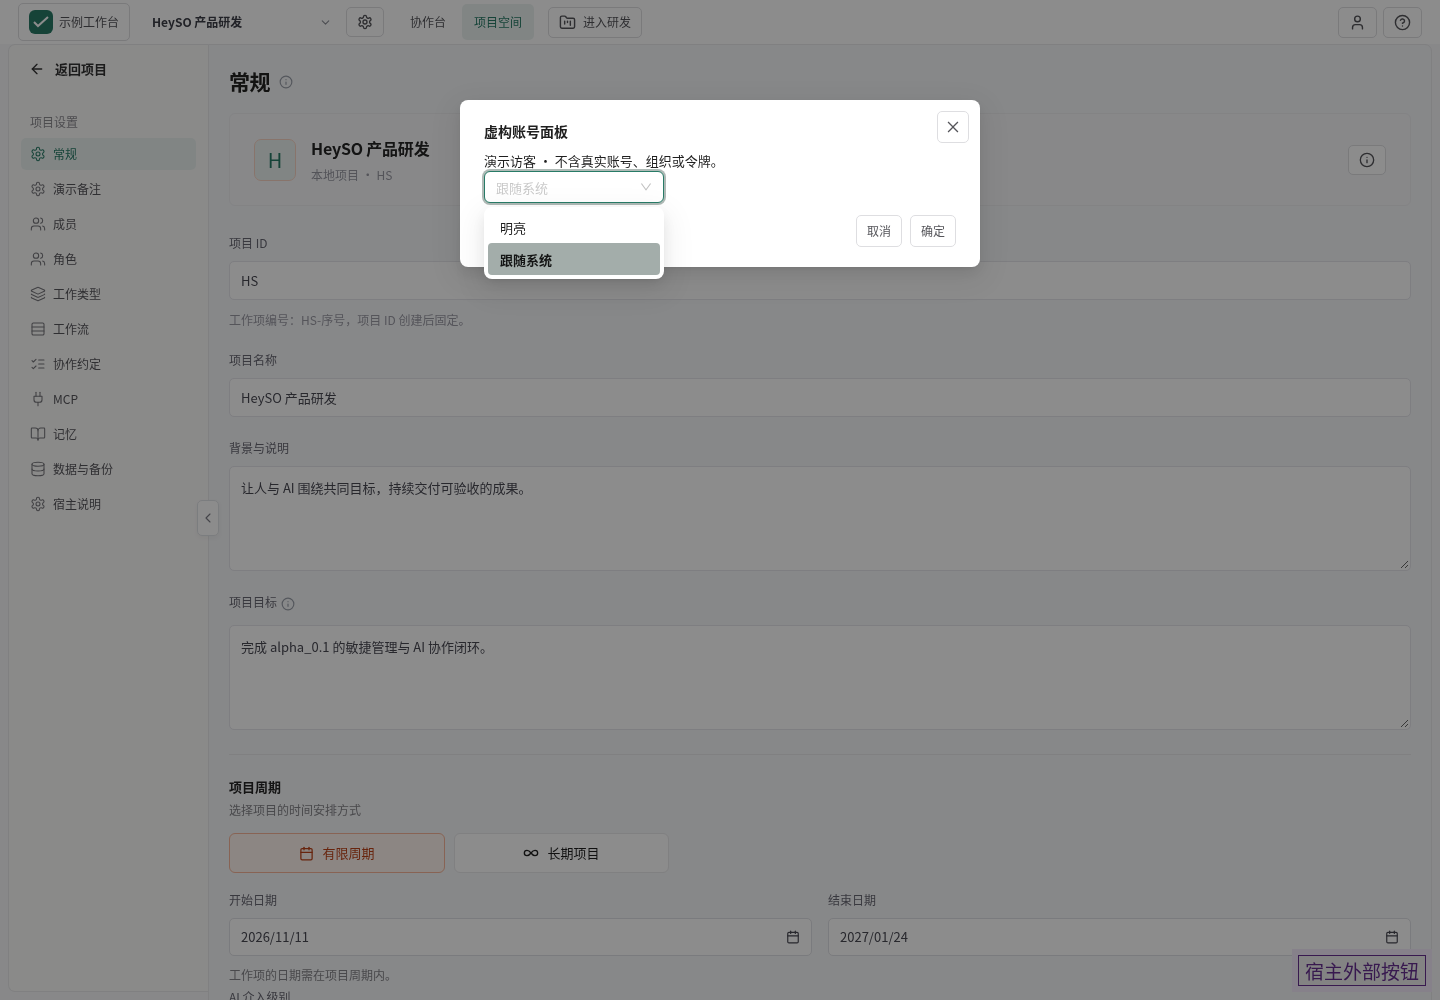 示例工作台
HeySO 产品研发
协作台
项目空间
进入研发
返回项目
项目设置
常规
演示备注
成员
角色
工作类型
工作流
协作约定
MCP
记忆
数据与备份
宿主说明
常规
H
HeySO 产品研发
本地项目 · HS
项目 ID
HS
工作项编号：HS-序号，项目 ID 创建后固定。
项目名称
HeySO 产品研发
背景与说明
让人与 AI 围绕共同目标，持续交付可验收的成果。
项目目标
完成 alpha_0.1 的敏捷管理与 AI 协作闭环。
项目周期
选择项目的时间安排方式
有限周期
长期项目
开始日期
结束日期
2026/11/11
2027/01/24
工作项的日期需在项目周期内。
AI 介入级别
虚构账号面板
演示访客 · 不含真实账号、组织或令牌。
跟随系统
明亮
跟随系统
取消
确定
宿主外部按钮